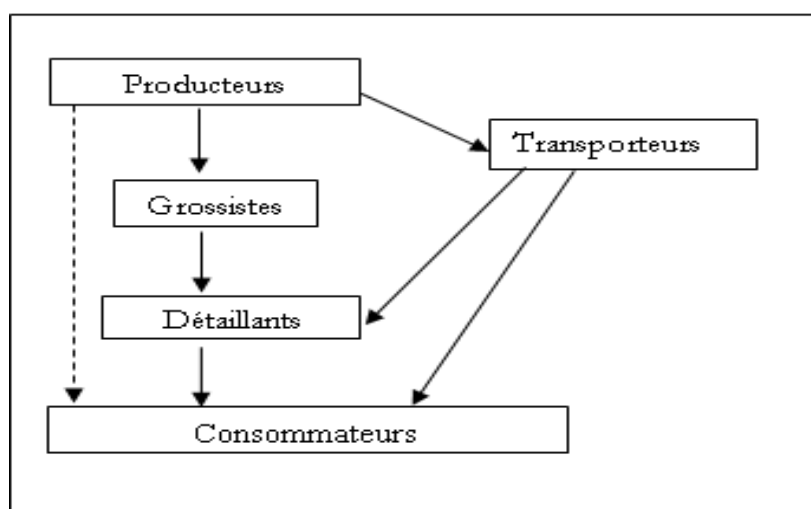 Producteurs
Transporteurs
Grossistes
Détaillants
Consommateurs